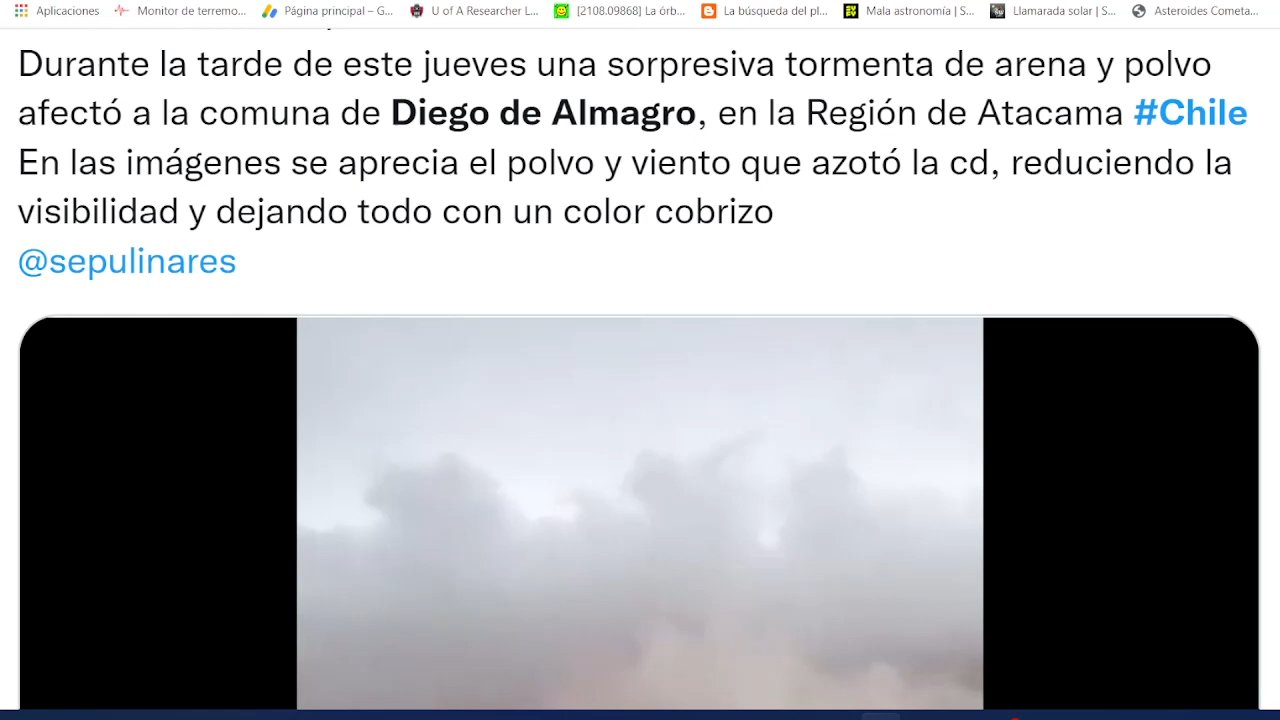 Aplicaciones Monitor de terremo... Página principal – G... U of A Researcher L... [2108.09868] La órb... La búsqueda del pl... Mala astronomía | S... Llamarada solar | S... Asteroides Cometa...
Durante la tarde de este jueves una sorpresiva tormenta de arena y polvo
afectó a la comuna de Diego de Almagro, en la Región de Atacama #Chile
En las imágenes se aprecia el polvo y viento que azotó la cd, reduciendo la
visibilidad y dejando todo con un color cobrizo
@sepulinares